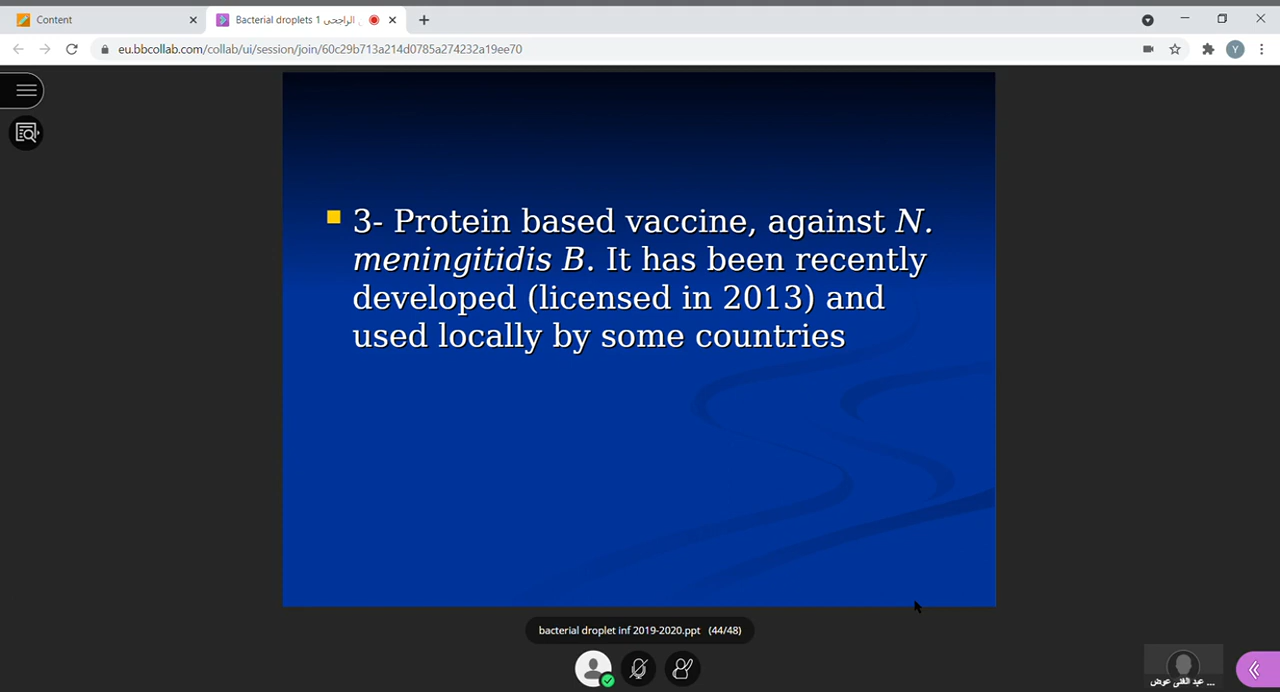 Content
Bacterial droplets 1 الراجحى
eu.bbcollab.com/collab/ui/session/join/60c29b713a214d0785a274232a19ee70
Y
3- Protein based vaccine, against N.
meningitidis B. It has been recently
developed (licensed in 2013) and
used locally by some countries
bacterial droplet inf 2019-2020.ppt (44/48)
عبد الغنى عوض ...